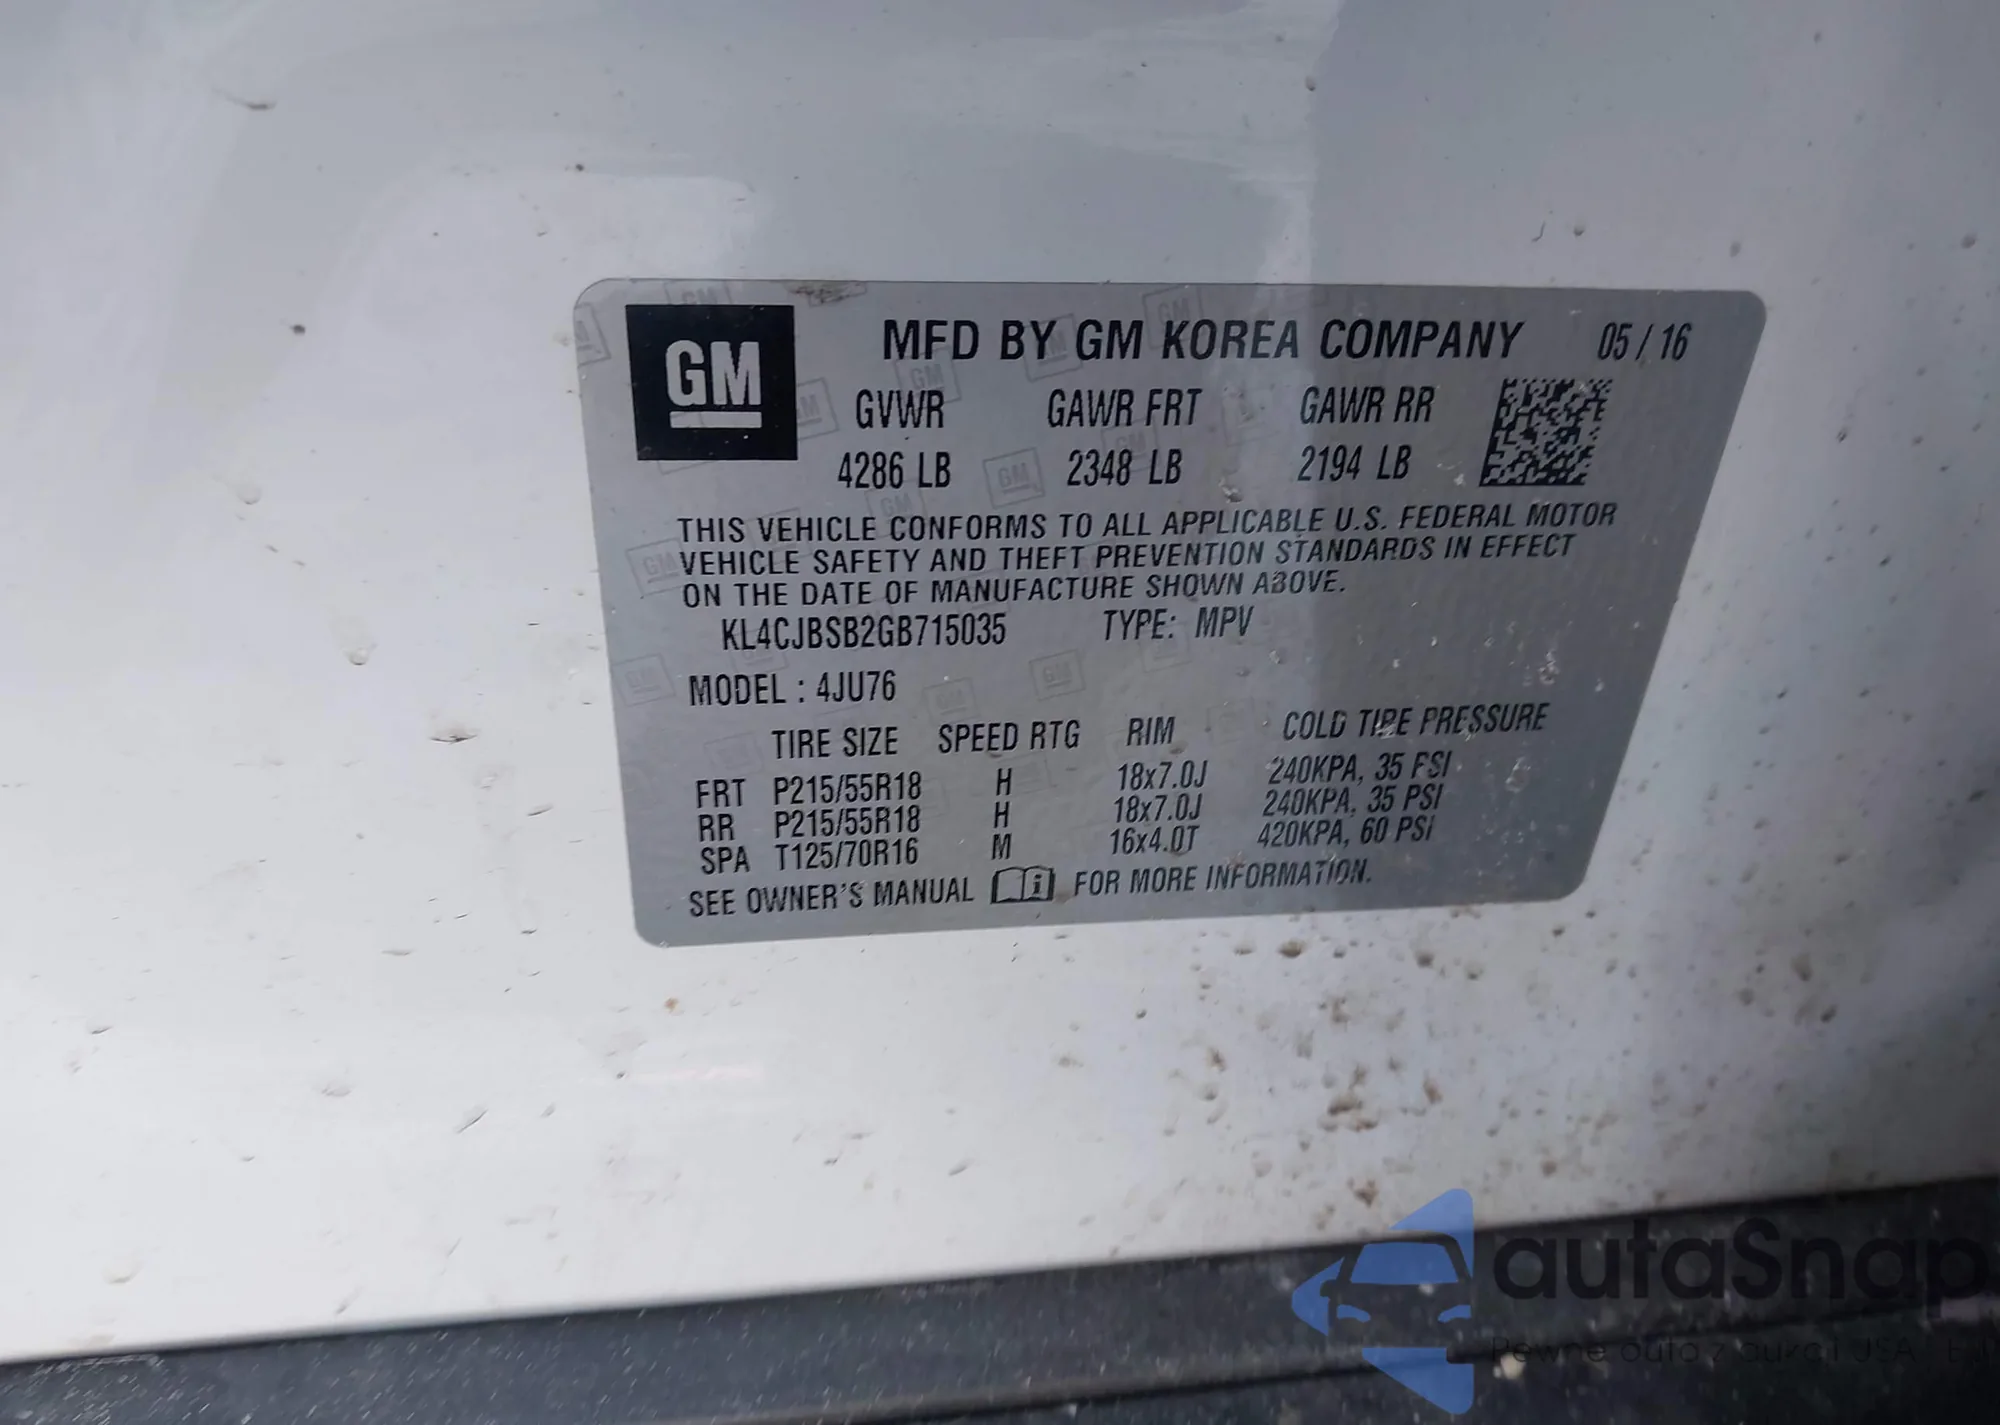 GM
MFD BY GM KOREA COMPANY 05 / 16
GVWR GAWR FRT GAWR RR
4286 LB 2348 LB 2194 LB
THIS VEHICLE CONFORMS TO ALL APPLICABLE U.S. FEDERAL MOTOR
VEHICLE SAFETY AND THEFT PREVENTION STANDARDS IN EFFECT
ON THE DATE OF MANUFACTURE SHOWN ABOVE.
KL4CJBSB2GB715035 TYPE: MPV
MODEL : 4JU76
TIRE SIZE SPEED RTG RIM COLD TIRE PRESSURE
FRT P215/55R18 H 18x7.0J 240KPA, 35 PSI
RR P215/55R18 H 18x7.0J 240KPA, 35 PSI
SPA T125/70R16 M 16x4.0T 420KPA, 60 PSI
SEE OWNER'S MANUAL FOR MORE INFORMATION.
autaSnap
Pewne auta z aukcji USA